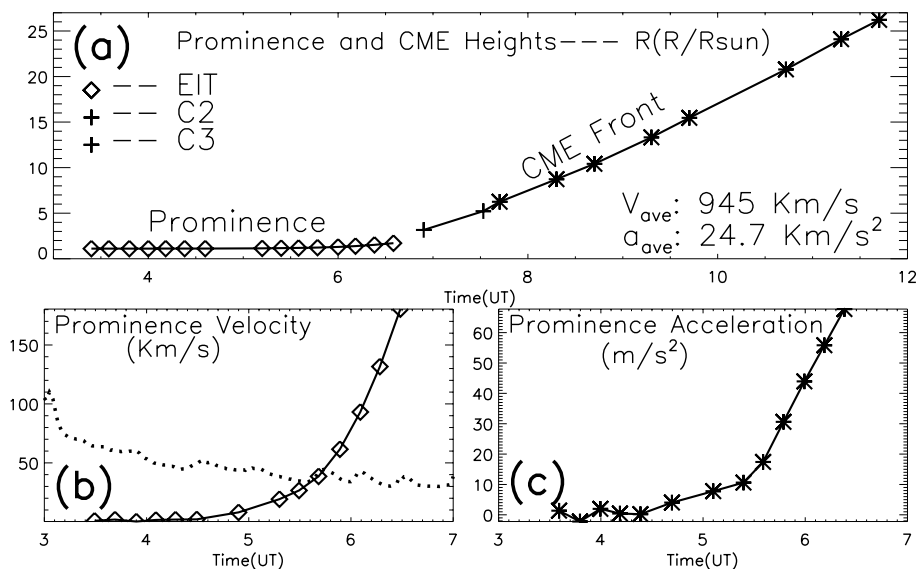 (a) Prominence and CME Heights––– R(R/Rsun)
25
20
15
10
5
0
◇ –– EIT
+ –– C2
+ –– C3
CME Front
Prominence
Vave: 945 Km/s
aave: 24.7 Km/s²
4 6 8 10 12
Time(UT)
Prominence Velocity
(Km/s)
150
100
50
(b)
3 4 5 6 7
Time(UT)
Prominence Acceleration
(m/s²)
60
50
40
30
20
10
0
(c)
3 4 5 6 7
Time(UT)